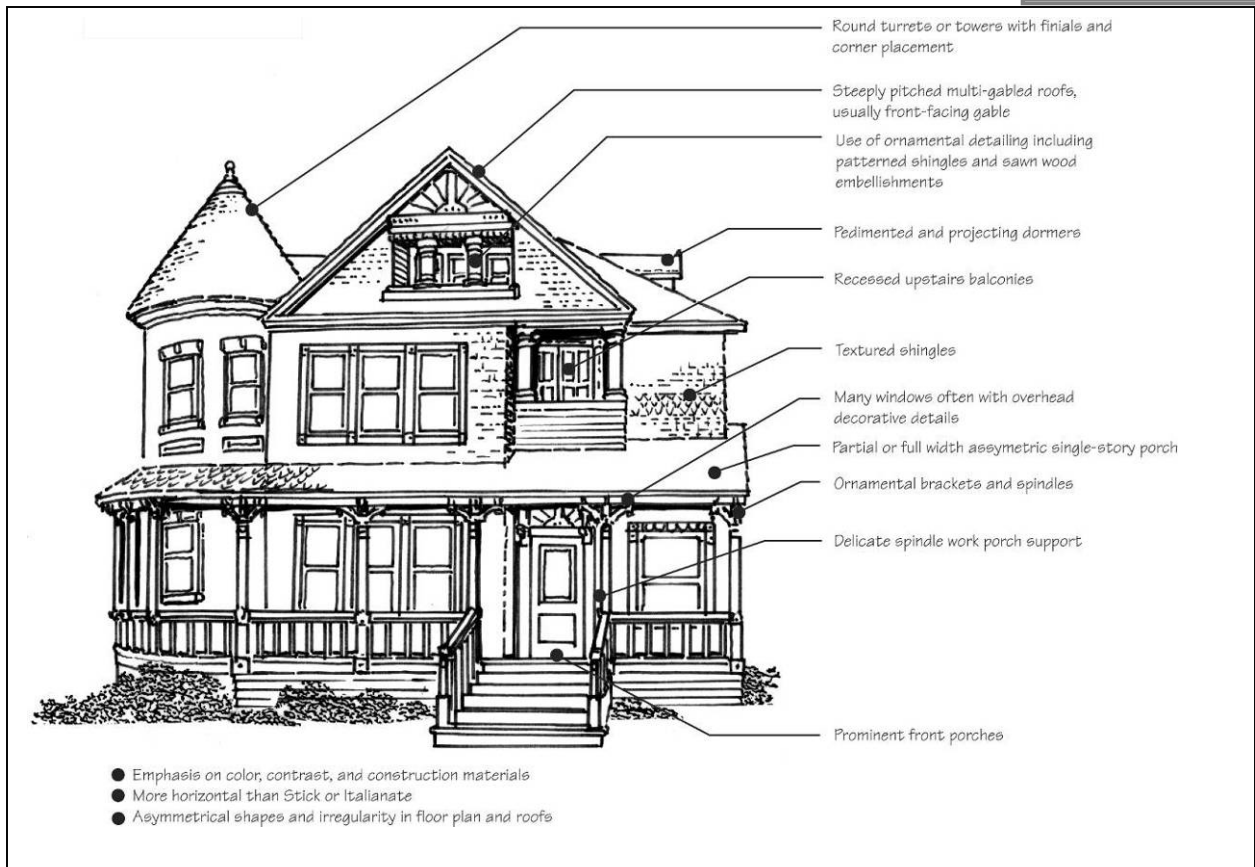 Round turrets or towers with finials and
corner placement
Steeply pitched multi-gabled roofs,
usually front-facing gable
Use of ornamental detailing including
patterned shingles and sawn wood
embellishments
Pedimented and projecting dormers
Recessed upstairs balconies
Textured shingles
Many windows often with overhead
decorative details
Partial or full width assymetric single-story porch
Ornamental brackets and spindles
Delicate spindle work porch support
Prominent front porches
Emphasis on color, contrast, and construction materials
More horizontal than Stick or Italianate
Asymmetrical shapes and irregularity in floor plan and roofs